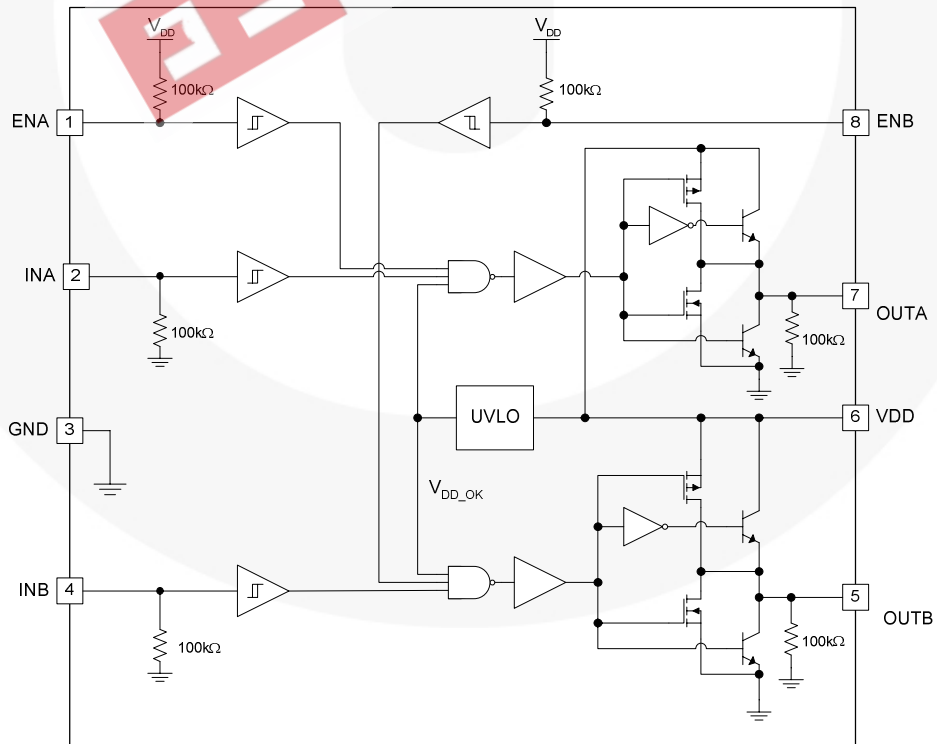 VDD
VDD
100kΩ
100kΩ
ENA 1
8 ENB
INA 2
7
OUTA
100kΩ
100kΩ
UVLO
6 VDD
GND 3
VDD_OK
INB 4
5
OUTB
100kΩ
100kΩ